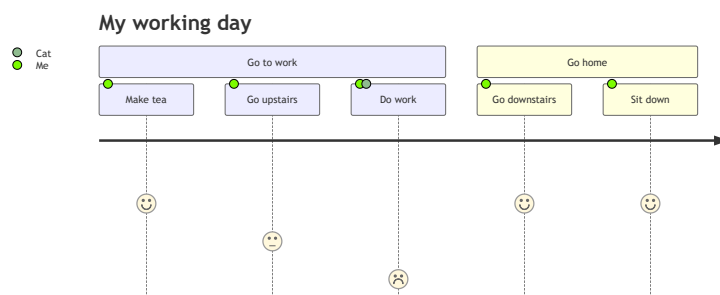 My working day
Cat
Me
Go to work
Go home
Make tea
Go upstairs
Do work
Go downstairs
Sit down